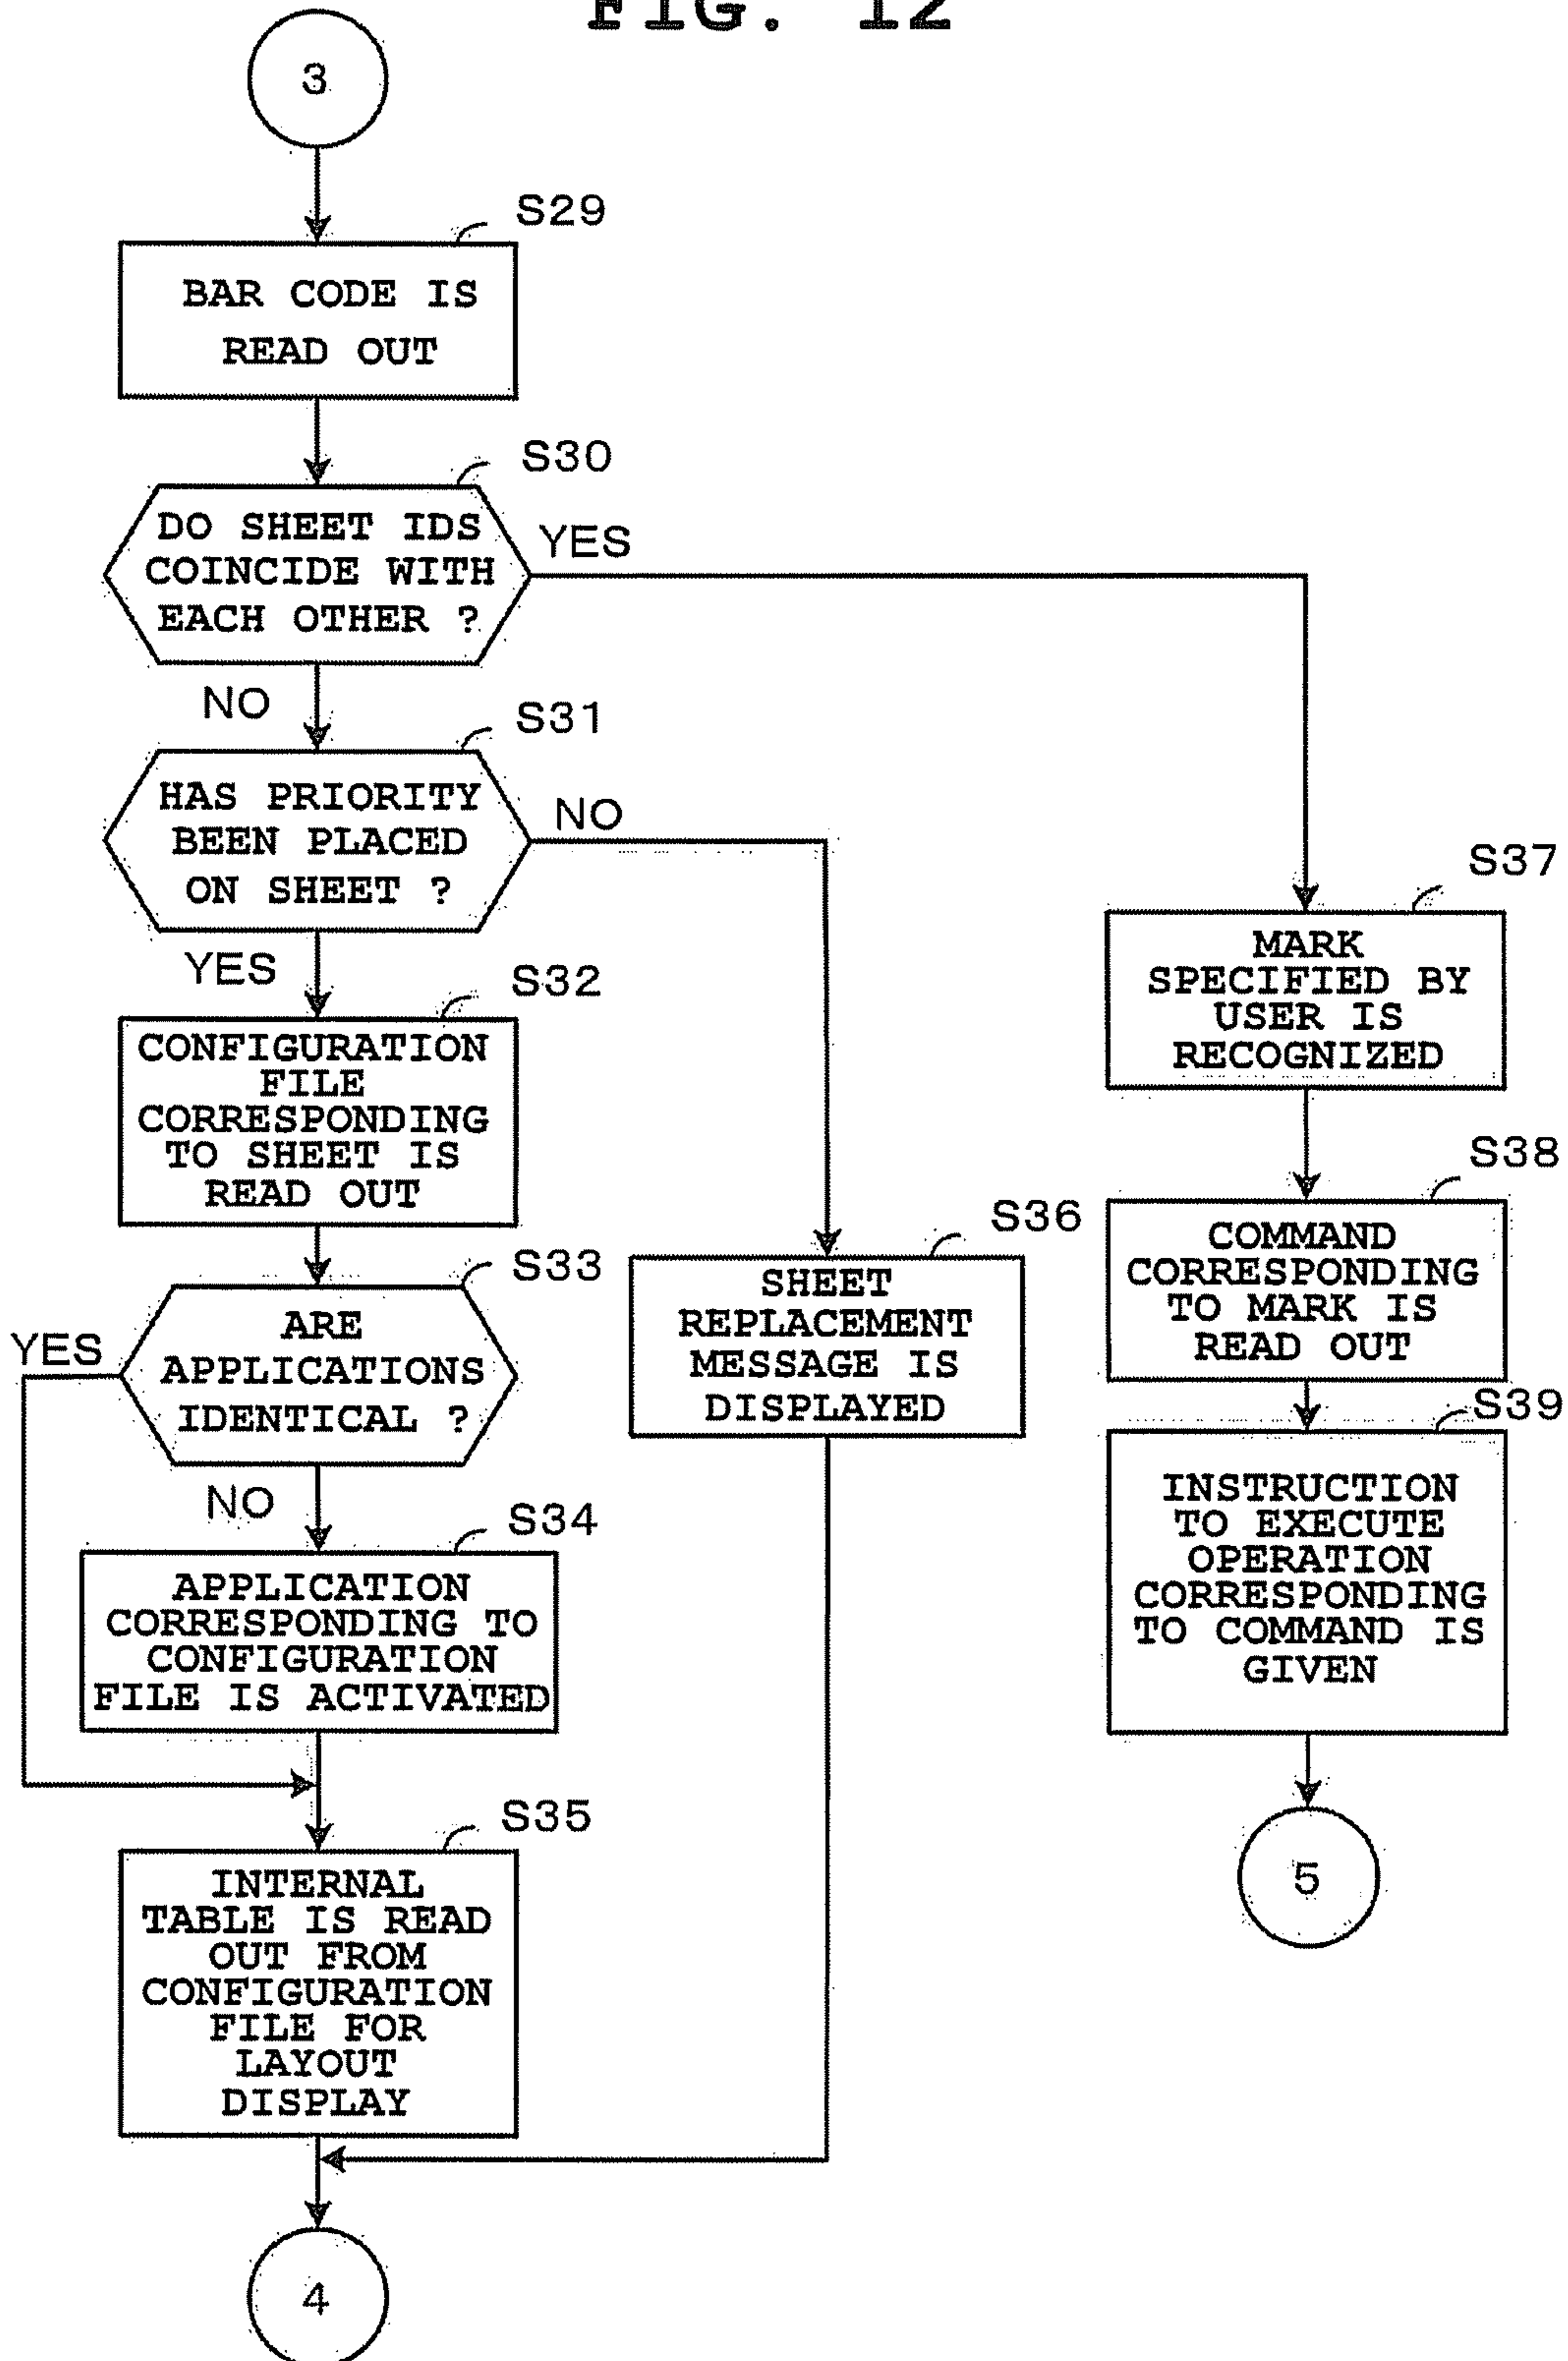 FIG. 12
3
S29
BAR CODE IS
READ OUT
S30
DO SHEET IDS
COINCIDE WITH
EACH OTHER ?
YES
NO
S31
HAS PRIORITY
BEEN PLACED
ON SHEET ?
NO
YES
S32
CONFIGURATION
FILE
CORRESPONDING
TO SHEET IS
READ OUT
S33
ARE
APPLICATIONS
IDENTICAL ?
YES
NO
S34
APPLICATION
CORRESPONDING TO
CONFIGURATION
FILE IS ACTIVATED
S35
INTERNAL
TABLE IS READ
OUT FROM
CONFIGURATION
FILE FOR
LAYOUT
DISPLAY
4
S36
SHEET
REPLACEMENT
MESSAGE IS
DISPLAYED
S37
MARK
SPECIFIED BY
USER IS
RECOGNIZED
S38
COMMAND
CORRESPONDING
TO MARK IS
READ OUT
S39
INSTRUCTION
TO EXECUTE
OPERATION
CORRESPONDING
TO COMMAND IS
GIVEN
5